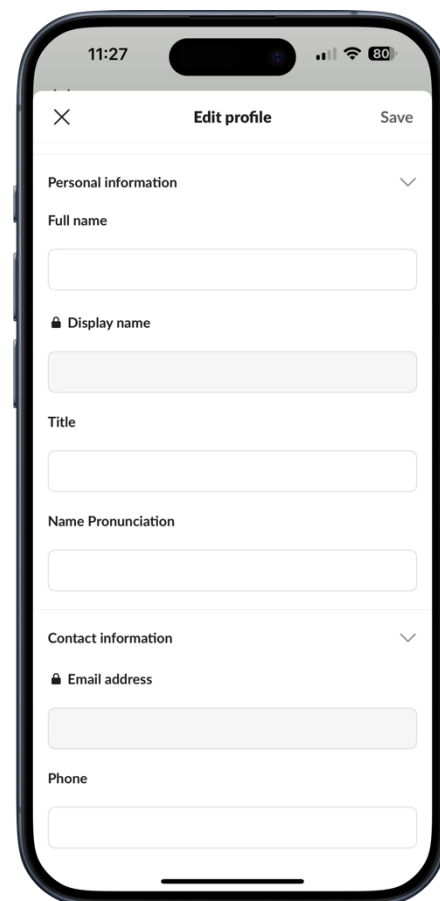 11:27
80
Edit profile
Save
Personal information
Full name
Display name
Title
Name Pronunciation
Contact information
Email address
Phone